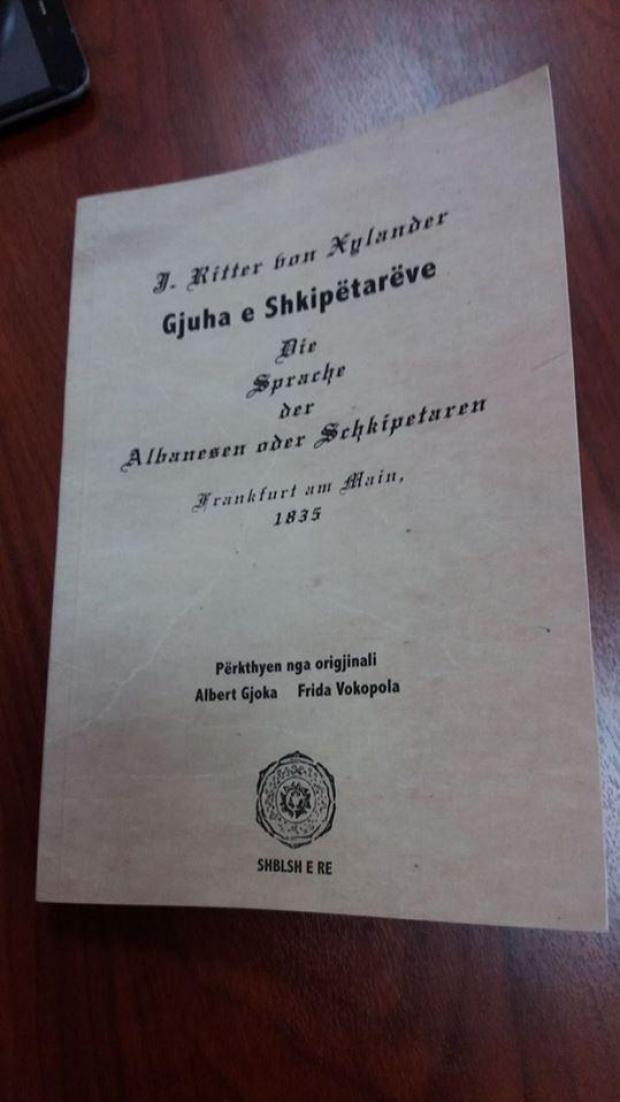 J. Ritter von Xylander
Gjuha e Shkipëtarëve
Die
Sprache
der
Albanesen oder Schkipetaren
Frankfurt am Main,
1835
Përkthyen nga origjinali
Albert Gjoka Frida Vokopola
SHBLSH E RE